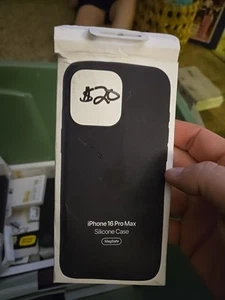 $20
iPhone 16 Pro Max
Silicone Case
MagSafe